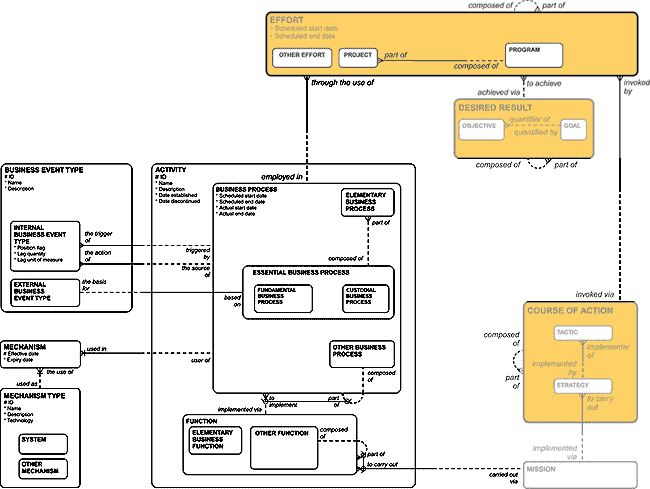 composed of
part of
EFFORT
- Scheduled start date
- Scheduled end date
OTHER EFFORT
PROJECT
part of
composed of
PROGRAM
through the use of
to achieve
achieved via
invoked
by
DESIRED RESULT
OBJECTIVE
quantifier of
quantified by
GOAL
composed of
part of
BUSINESS EVENT TYPE
# ID
* Name
* Description
INTERNAL
BUSINESS EVENT
TYPE
* Position flag
* Lag quantity
* Lag unit of measure
the trigger
of
the action
of
EXTERNAL
BUSINESS
EVENT TYPE
the basis
for
ACTIVITY
# ID
* Name
* Description
* Date established
* Date discontinued
employed in
BUSINESS PROCESS
* Scheduled start date
* Scheduled end date
* Actual start date
* Actual end date
ELEMENTARY
BUSINESS
PROCESS
part of
triggered
by
the source
of
composed of
ESSENTIAL BUSINESS PROCESS
FUNDAMENTAL
BUSINESS
PROCESS
CUSTODIAL
BUSINESS
PROCESS
based
on
OTHER BUSINESS
PROCESS
composed
of
user of
to
implement
part
of
implemented via
MECHANISM
# Effective date
* Expiry date
used in
the use of
used as
MECHANISM TYPE
# ID
* Name
* Description
* Technology
SYSTEM
OTHER
MECHANISM
FUNCTION
ELEMENTARY
BUSINESS
FUNCTION
OTHER FUNCTION
composed
of
part of
to carry out
carried out
via
invoked via
COURSE OF ACTION
TACTIC
implementer
of
implemented
by
STRATEGY
composed
of
part
of
to carry
out
implemented
via
MISSION